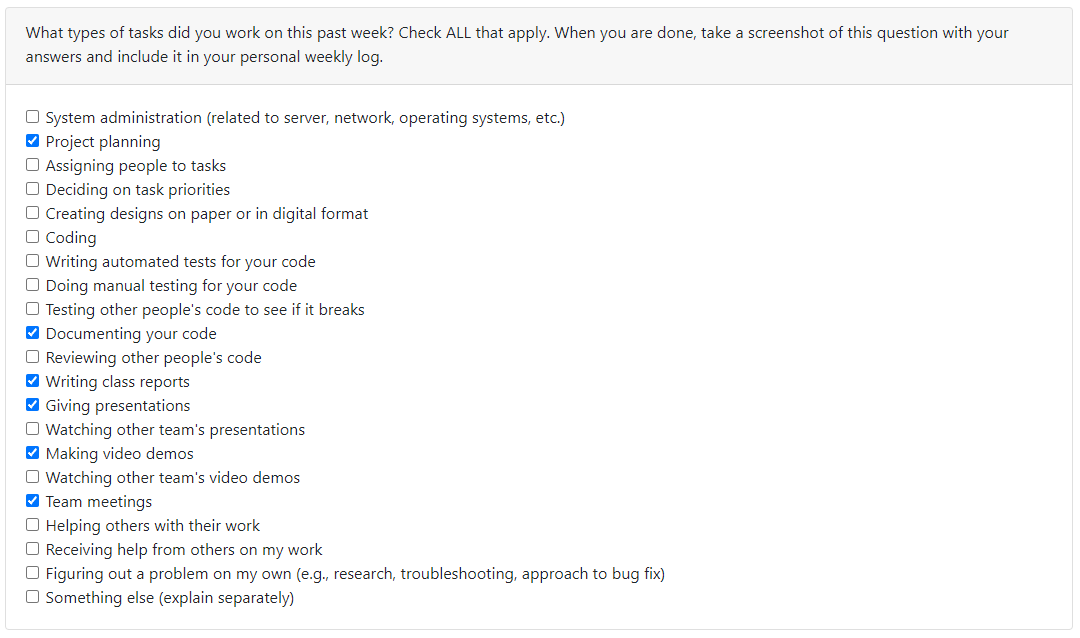 What types of tasks did you work on this past week? Check ALL that apply. When you are done, take a screenshot of this question with your
answers and include it in your personal weekly log.
System administration (related to server, network, operating systems, etc.)
Project planning
Assigning people to tasks
Deciding on task priorities
Creating designs on paper or in digital format
Coding
Writing automated tests for your code
Doing manual testing for your code
Testing other people's code to see if it breaks
Documenting your code
Reviewing other people's code
Writing class reports
Giving presentations
Watching other team's presentations
Making video demos
Watching other team's video demos
Team meetings
Helping others with their work
Receiving help from others on my work
Figuring out a problem on my own (e.g., research, troubleshooting, approach to bug fix)
Something else (explain separately)